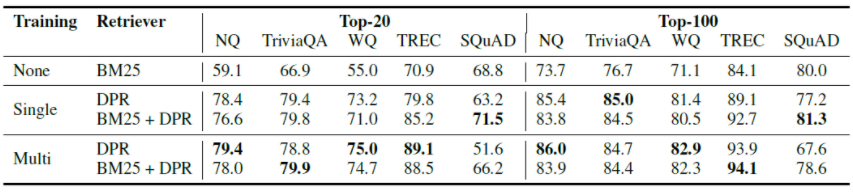 Training Retriever Top-20 Top-100
NQ TriviaQA WQ TREC SQuAD NQ TriviaQA WQ TREC SQuAD
None BM25 59.1 66.9 55.0 70.9 68.8 73.7 76.7 71.1 84.1 80.0
Single DPR 78.4 79.4 73.2 79.8 63.2 85.4 85.0 81.4 89.1 77.2
BM25 + DPR 76.6 79.8 71.0 85.2 71.5 83.8 84.5 80.5 92.7 81.3
Multi DPR 79.4 78.8 75.0 89.1 51.6 86.0 84.7 82.9 93.9 67.6
BM25 + DPR 78.0 79.9 74.7 88.5 66.2 83.9 84.4 82.3 94.1 78.6